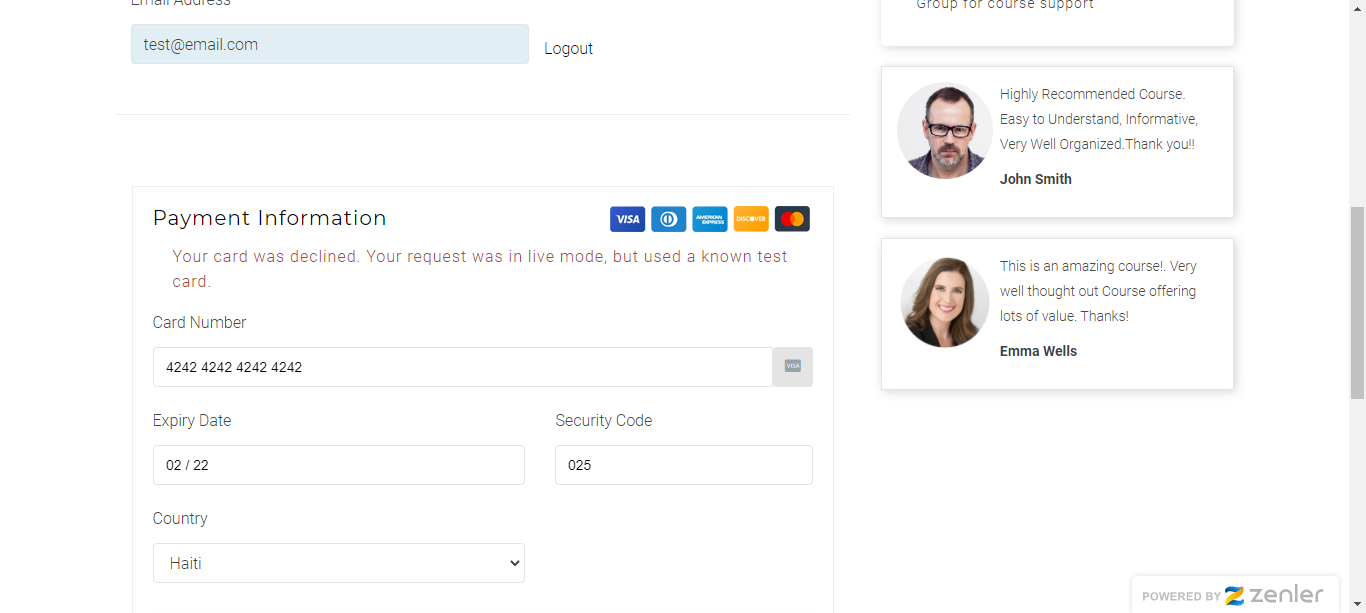 Email Address
test@email.com
Logout
Payment Information
VISA
AMERICAN
EXPRESS
DISCOVER
Your card was declined. Your request was in live mode, but used a known test
card.
Card Number
4242 4242 4242 4242
VISA
Expiry Date
Security Code
02 / 22
025
Country
Haiti
Group for course support
Highly Recommended Course.
Easy to Understand, Informative,
Very Well Organized.Thank you!!
John Smith
This is an amazing course!. Very
well thought out Course offering
lots of value. Thanks!
Emma Wells
POWERED BY zenler